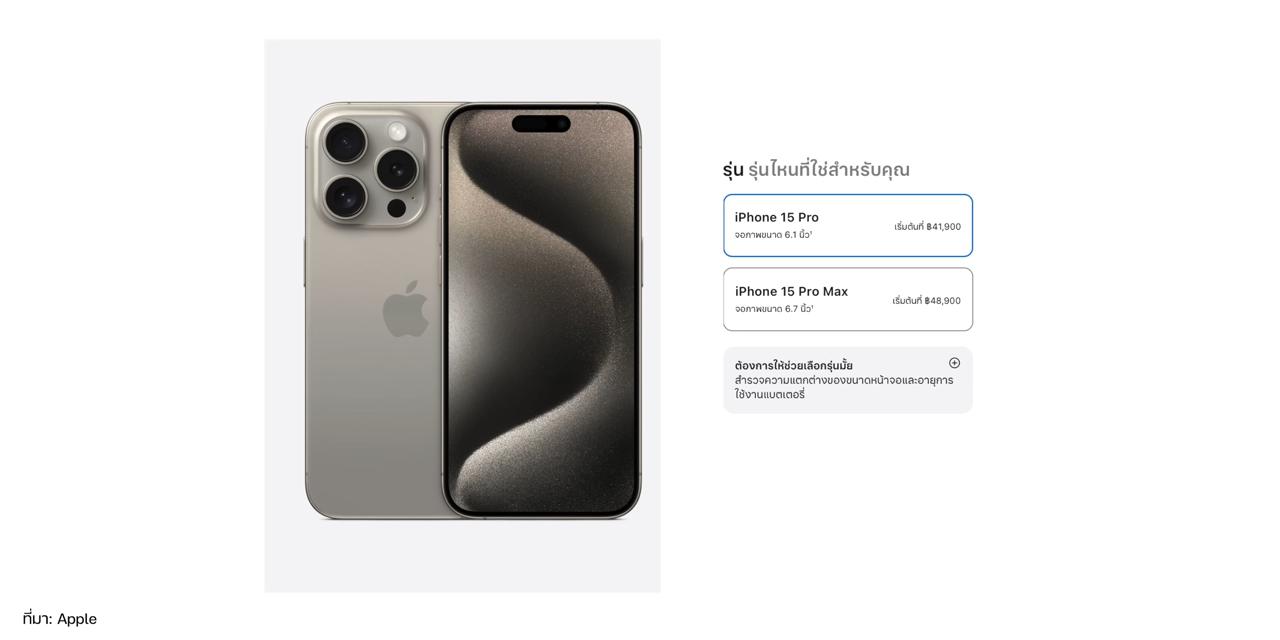 รุ่น รุ่นไหนที่ใช่สำหรับคุณ
iPhone 15 Pro
จอภาพขนาด 6.1 นิ้ว¹
เริ่มต้นที่ ฿41,900
iPhone 15 Pro Max
จอภาพขนาด 6.7 นิ้ว¹
เริ่มต้นที่ ฿48,900
ต้องการให้ช่วยเลือกรุ่นมั้ย
สำรวจความแตกต่างของขนาดหน้าจอและอายุการ
ใช้งานแบตเตอรี่
ที่มา: Apple